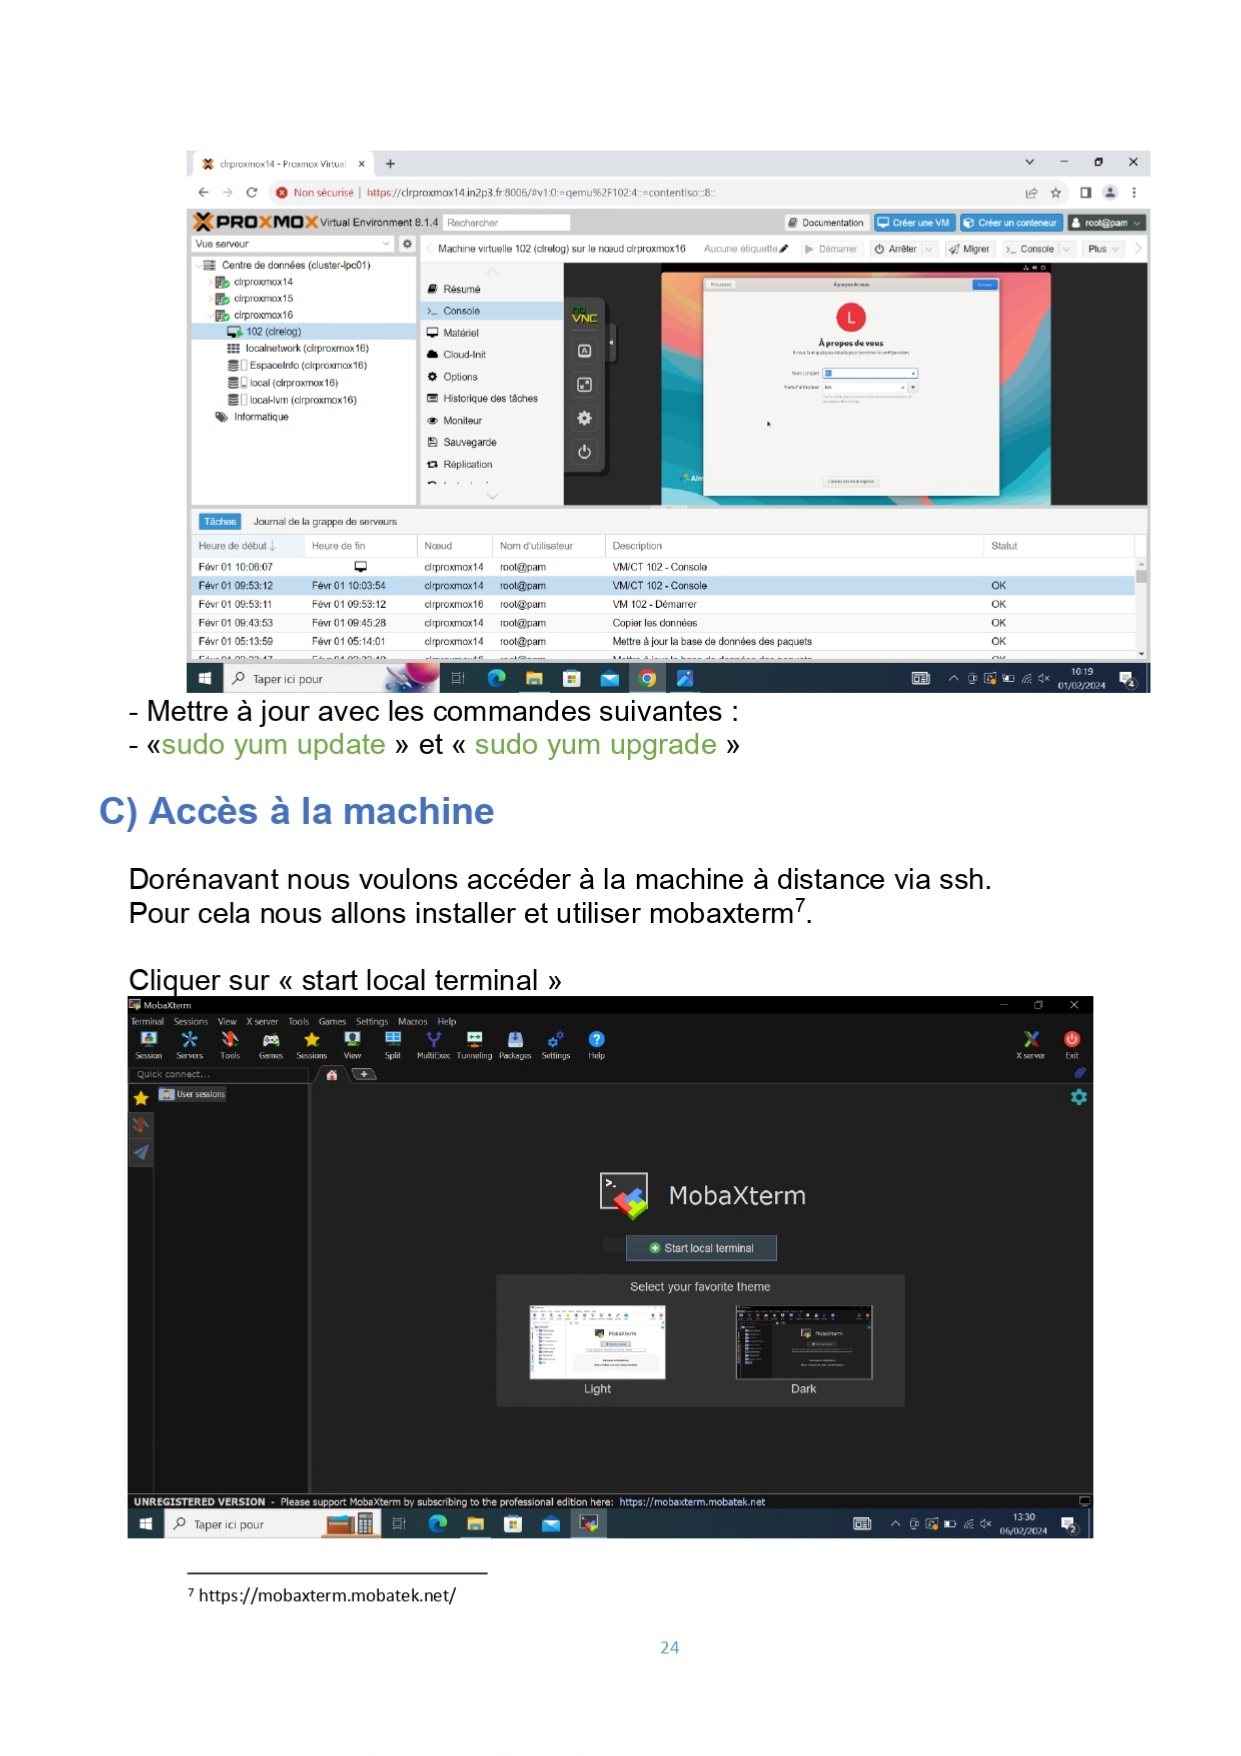 clrproxmox14 - Proxmox Virtual
Non sécurisé | https://clrproxmox14.in2p3.fr:8006/#v1:0:=qemu%2F102:4::=contentIso:::8::
PROXMOX Virtual Environment 8.1.4 Rechercher Documentation Créer une VM Créer un conteneur root@pam
Vue serveur
Centre de données (cluster-lpc01)
clrproxmox14
clrproxmox15
clrproxmox16
102 (clrelog)
localnetwork (clrproxmox16)
EspaceInfo (clrproxmox16)
local (clrproxmox16)
local-lvm (clrproxmox16)
Informatique
Machine virtuelle 102 (clrelog) sur le nœud clrproxmox16 Aucune étiquette Démarrer Arrêter Migrer Console Plus
Résumé
Console
Matériel
Cloud-Init
Options
Historique des tâches
Moniteur
Sauvegarde
Réplication
VNC
A
À propos de vous
L
À propos de vous
Nom complet
Nom d'utilisateur
Alm
Tâches Journal de la grappe de serveurs
Heure de début Heure de fin Nœud Nom d'utilisateur Description Statut
Févr 01 10:06:07 clrproxmox14 root@pam VM/CT 102 - Console
Févr 01 09:53:12 Févr 01 10:03:54 clrproxmox14 root@pam VM/CT 102 - Console OK
Févr 01 09:53:11 Févr 01 09:53:12 clrproxmox16 root@pam VM 102 - Démarrer OK
Févr 01 09:43:53 Févr 01 09:45:28 clrproxmox14 root@pam Copier les données OK
Févr 01 05:13:59 Févr 01 05:14:01 clrproxmox14 root@pam Mettre à jour la base de données des paquets OK
Taper ici pour
10:19
01/02/2024
4
- Mettre à jour avec les commandes suivantes :
- «sudo yum update » et « sudo yum upgrade »
C) Accès à la machine
Dorénavant nous voulons accéder à la machine à distance via ssh.
Pour cela nous allons installer et utiliser mobaxterm7.
Cliquer sur « start local terminal »
MobaXterm
Terminal Sessions View X server Tools Games Settings Macros Help
Session Servers Tools Games Sessions View Split MultiExec Tunneling Packages Settings Help X server Exit
Quick connect...
User sessions
MobaXterm
Start local terminal
Select your favorite theme
Light Dark
UNREGISTERED VERSION - Please support MobaXterm by subscribing to the professional edition here: https://mobaxterm.mobatek.net
Taper ici pour
13:30
06/02/2024
2
7 https://mobaxterm.mobatek.net/
24